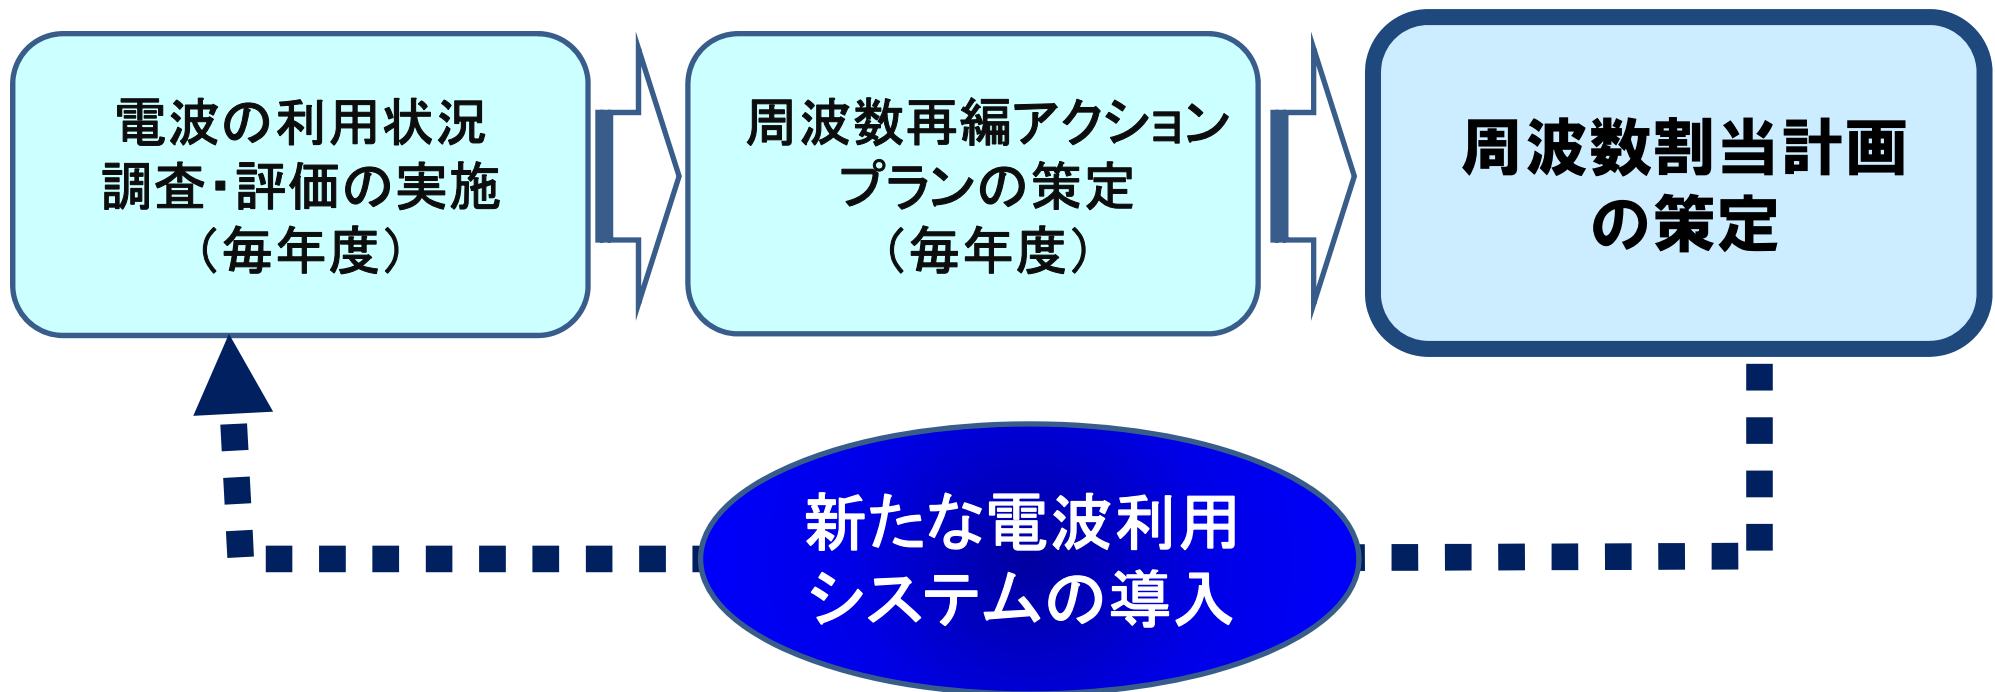 電波の利用状況
調査・評価の実施
（毎年度）
周波数再編アクション
プランの策定
（毎年度）
周波数割当計画
の策定
新たな電波利用
システムの導入